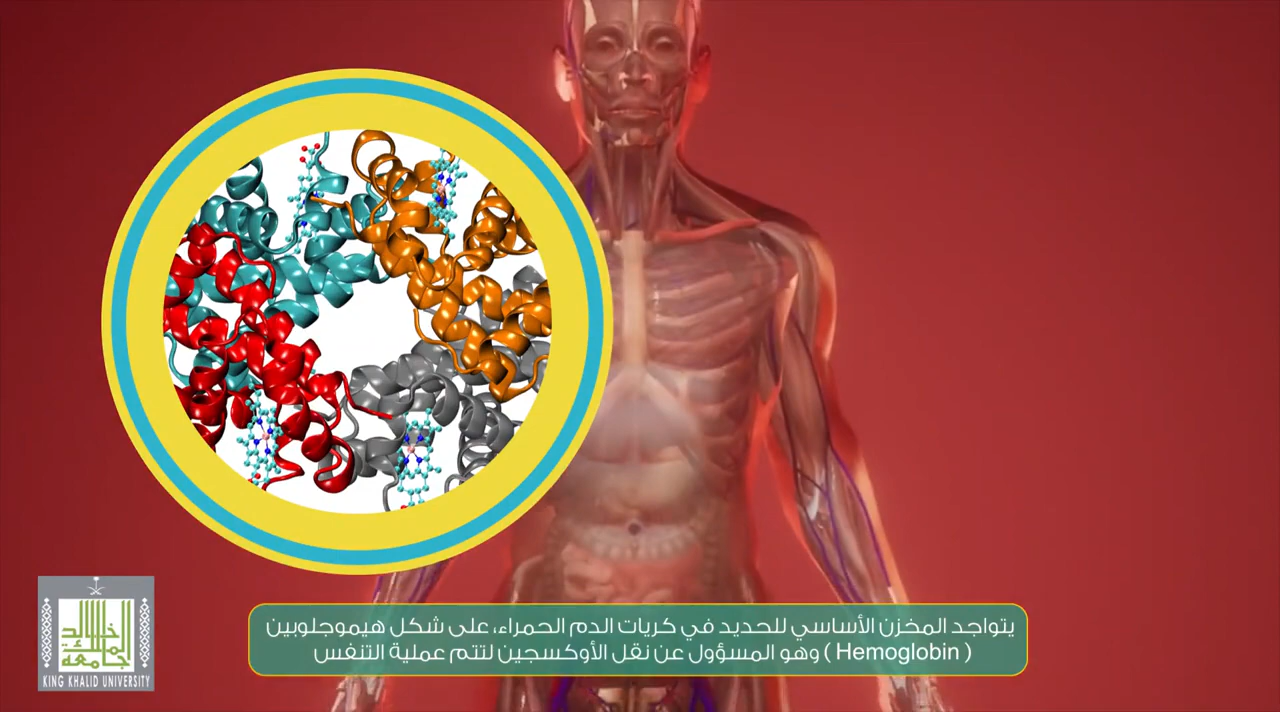 جامعة الملك خالد
KING KHALID UNIVERSITY
يتواجد المخزن الأساسي للحديد في كريات الدم الحمراء، على شكل هيموجلوبين
( Hemoglobin ) وهو المسؤول عن نقل الأوكسجين لتتم عملية التنفس